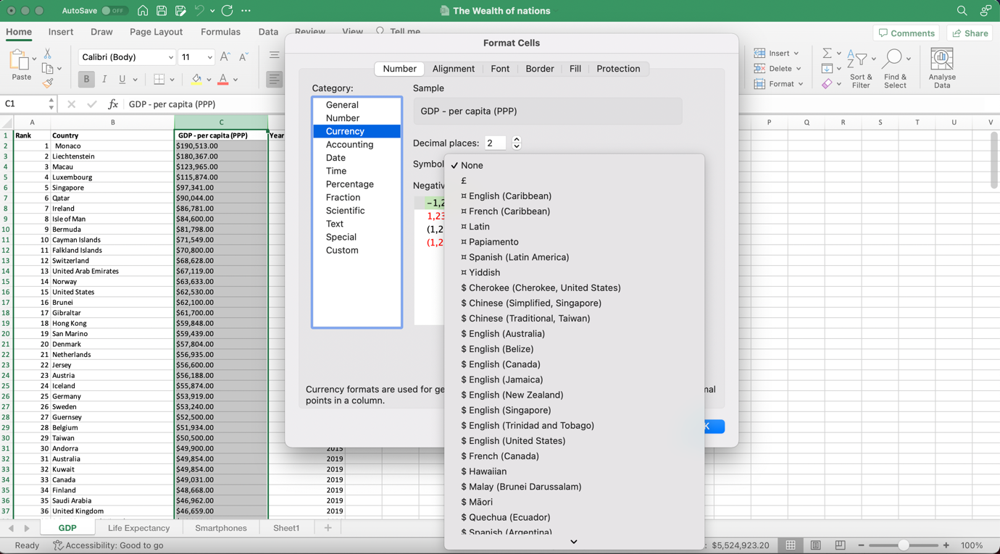 AutoSave OFF
The Wealth of nations
Home Insert Draw Page Layout Formulas Data Review View Tell me
Comments Share
Paste
Calibri (Body) 11
B I U
Insert
Delete
Format
Sort & Filter
Find & Select
Analyse Data
C1 fx GDP - per capita (PPP)
A B C P Q R S T U V
1 Rank Country GDP - per capita (PPP) Year
2 1 Monaco $190,513.00
3 2 Liechtenstein $180,367.00
4 3 Macau $123,965.00
5 4 Luxembourg $115,874.00
6 5 Singapore $97,341.00
7 6 Qatar $90,044.00
8 7 Ireland $86,781.00
9 8 Isle of Man $84,600.00
10 9 Bermuda $81,798.00
11 10 Cayman Islands $71,549.00
12 11 Falkland Islands $70,800.00
13 12 Switzerland $68,628.00
14 13 United Arab Emirates $67,119.00
15 14 Norway $63,633.00
16 15 United States $62,530.00
17 16 Brunei $62,100.00
18 17 Gibraltar $61,700.00
19 18 Hong Kong $59,848.00
20 19 San Marino $59,439.00
21 20 Denmark $57,804.00
22 21 Netherlands $56,935.00
23 22 Jersey $56,600.00
24 23 Austria $56,188.00
25 24 Iceland $55,874.00
26 25 Germany $53,919.00
27 26 Sweden $53,240.00
28 27 Guernsey $52,500.00
29 28 Belgium $51,934.00
30 29 Taiwan $50,500.00
31 30 Andorra $49,900.00 2015
32 31 Australia $49,854.00 2019
33 32 Kuwait $49,854.00 2019
34 33 Canada $49,031.00 2019
35 34 Finland $48,668.00 2019
36 35 Saudi Arabia $46,962.00 2019
37 36 United Kingdom $46,659.00 2019
Format Cells
Number Alignment Font Border Fill Protection
Category:
General
Number
Currency
Accounting
Date
Time
Percentage
Fraction
Scientific
Text
Special
Custom
Sample
GDP - per capita (PPP)
Decimal places: 2
Symbol
Negativ
-1,2
1,23
(1,2
(1,2
✓ None
£
¤ English (Caribbean)
¤ French (Caribbean)
¤ Latin
¤ Papiamento
¤ Spanish (Latin America)
¤ Yiddish
$ Cherokee (Cherokee, United States)
$ Chinese (Simplified, Singapore)
$ Chinese (Traditional, Taiwan)
$ English (Australia)
$ English (Belize)
$ English (Canada)
$ English (Jamaica)
$ English (New Zealand)
$ English (Singapore)
$ English (Trinidad and Tobago)
$ English (United States)
$ French (Canada)
$ Hawaiian
$ Malay (Brunei Darussalam)
$ Māori
$ Quechua (Ecuador)
$ Spanish (Argentina)
Currency formats are used for ge nal
points in a column.
K
GDP Life Expectancy Smartphones Sheet1 +
Ready Accessibility: Good to go : $5,524,923.20 - + 100%